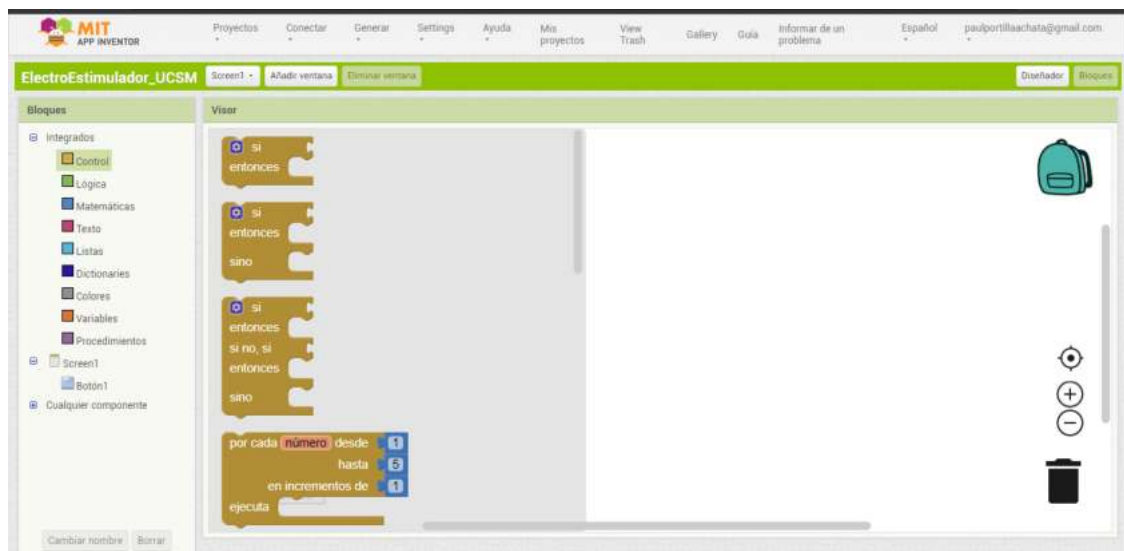 MIT
APP INVENTOR
Proyectos
Conectar
Generar
Settings
Ayuda
Mis
proyectos
View
Trash
Gallery
Guía
Informar de un
problema
Español
paulportillaachata@gmail.com
ElectroEstimulador_UCSM
Screen1
Añadir ventana
Eliminar ventana
Diseñador
Bloques
Bloques
Integrados
Control
Lógica
Matemáticas
Texto
Listas
Dictionaries
Colores
Variables
Procedimientos
Screen1
Botón1
Cualquier componente
Cambiar nombre
Borrar
Visor
si
entonces
si
entonces
sino
si
entonces
si no, si
entonces
sino
por cada número desde 1
hasta 5
en incrementos de 1
ejecuta